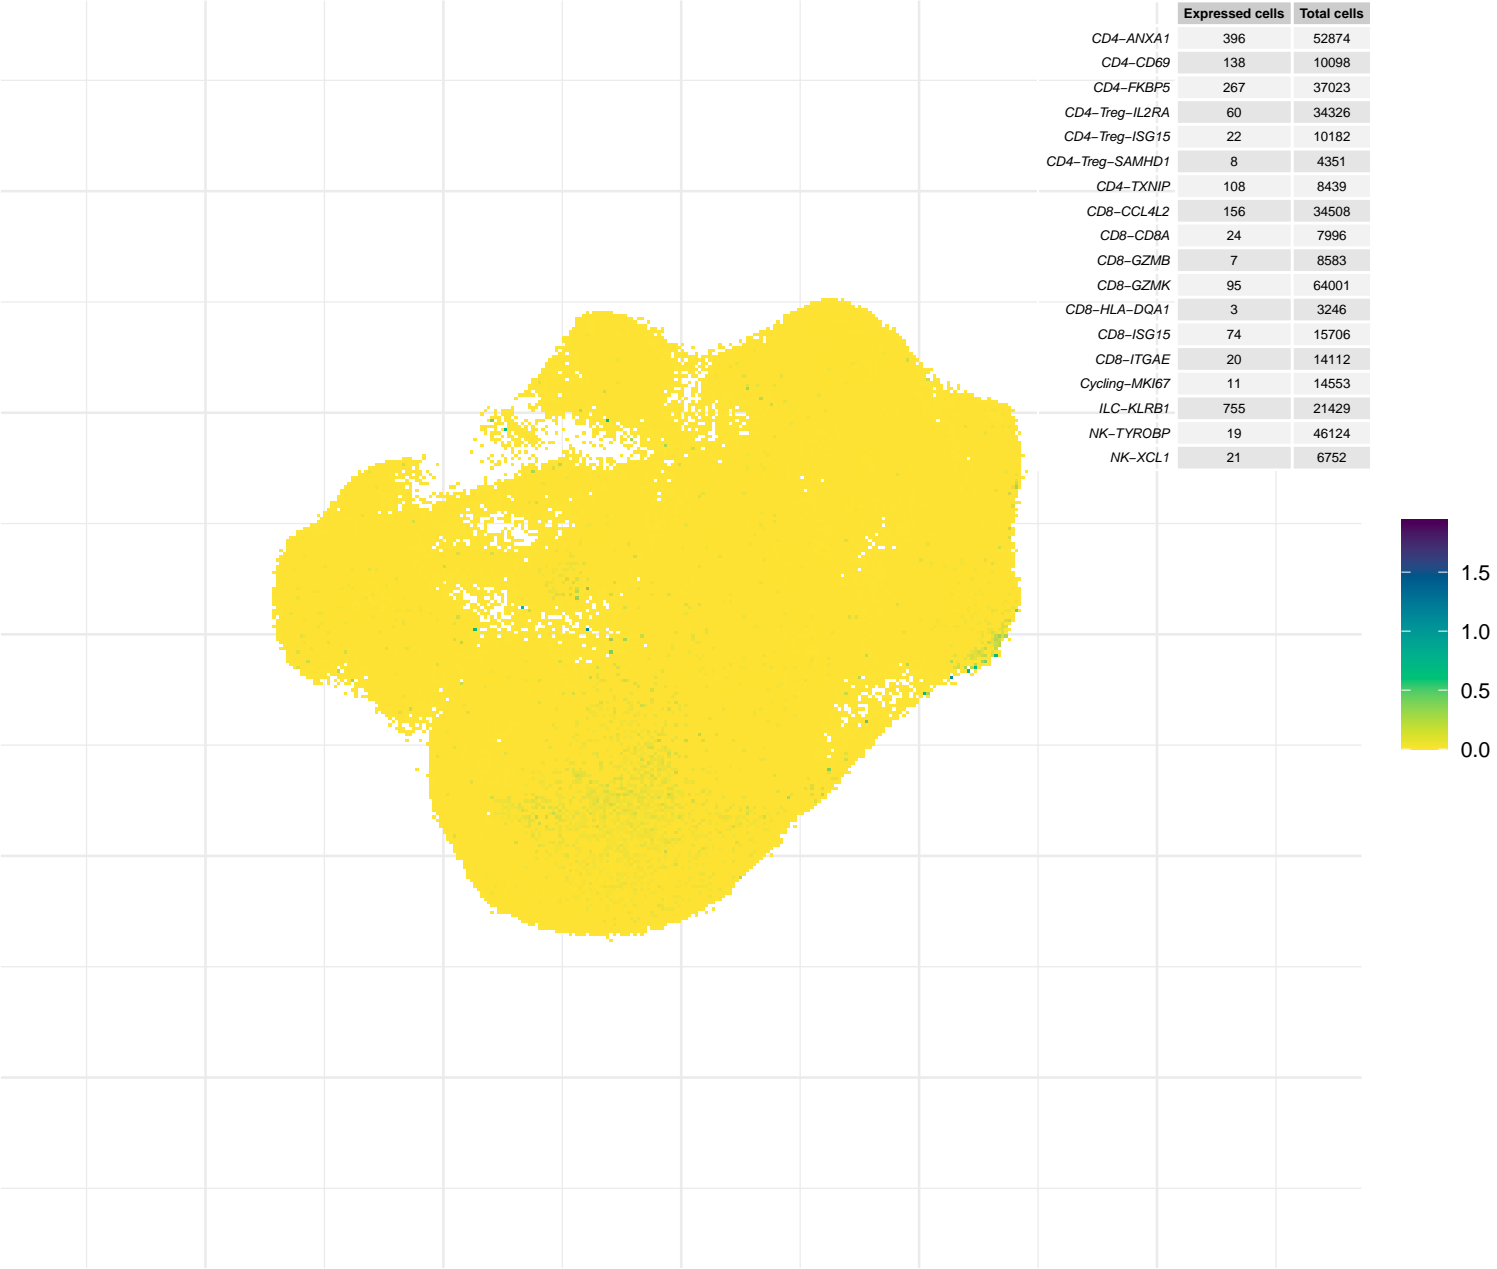 Expressed cells Total cells
CD4−ANXA1 396 52874
CD4−CD69 138 10098
CD4−FKBP5 267 37023
CD4−Treg−IL2RA 60 34326
CD4−Treg−ISG15 22 10182
CD4−Treg−SAMHD1 8 4351
CD4−TXNIP 108 8439
CD8−CCL4L2 156 34508
CD8−CD8A 24 7996
CD8−GZMB 7 8583
CD8−GZMK 95 64001
CD8−HLA−DQA1 3 3246
CD8−ISG15 74 15706
CD8−ITGAE 20 14112
Cycling−MKI67 11 14553
ILC−KLRB1 755 21429
NK−TYROBP 19 46124
NK−XCL1 21 6752
1.5
1.0
0.5
0.0